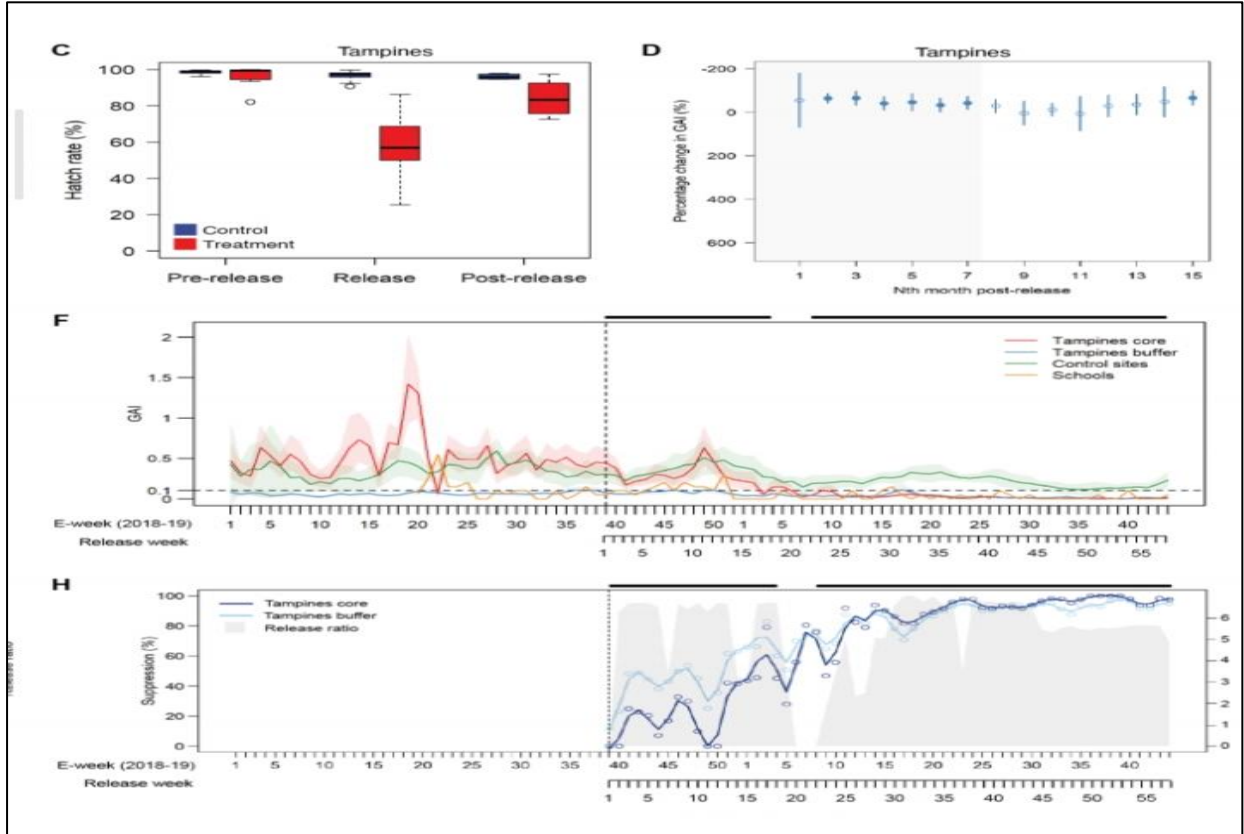 C
Tampines
Hatch rate (%)
100
80
60
40
20
0
Control
Treatment
Pre-release Release Post-release
D
Tampines
Percentage change in GAI (%)
-200
0
200
400
600
1 3 5 7 9 11 13 15
Nth month post-release
F
GAI
2
1.5
1
0.5
0.1
0
Tampines core
Tampines buffer
Control sites
Schools
E-week (2018-19) 1 5 10 15 20 25 30 35 40 45 50 1 5 10 15 20 25 30 35 40
Release week 1 5 10 15 20 25 30 35 40 45 50 55
H
Suppression (%)
100
80
60
40
20
0
Tampines core
Tampines buffer
Release ratio
6
5
4
3
2
1
0
E-week (2018-19) 1 5 10 15 20 25 30 35 40 45 50 1 5 10 15 20 25 30 35 40
Release week 1 5 10 15 20 25 30 35 40 45 50 55